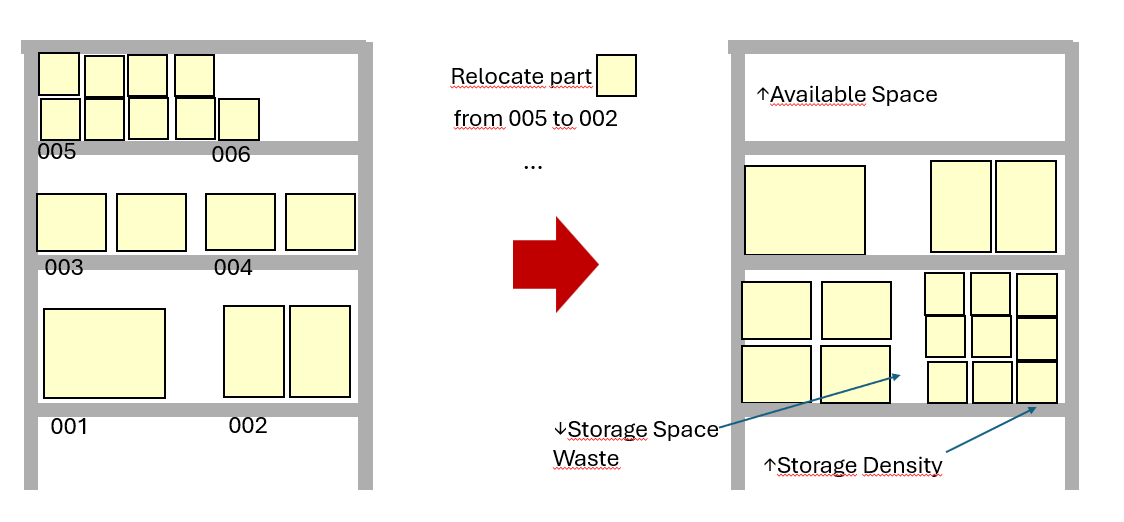 005
006
003
004
001
002
Relocate part
from 005 to 002
...
↑Available Space
↓Storage Space
Waste
↑Storage Density